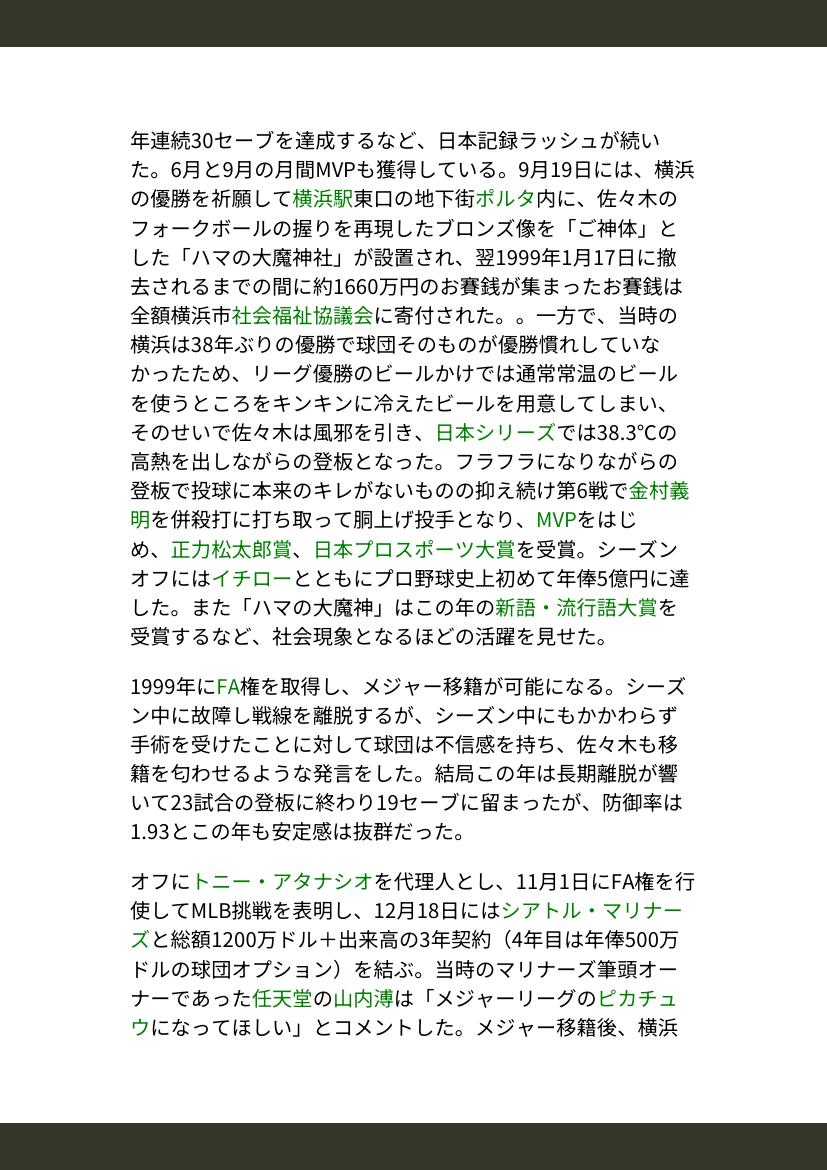 年連続30セーブを達成するなど、日本記録ラッシュが続い
た。6月と9月の月間MVPも獲得している。9月19日には、横浜
の優勝を祈願して横浜駅東口の地下街ポルタ内に、佐々木の
フォークボールの握りを再現したブロンズ像を「ご神体」と
した「ハマの大魔神社」が設置され、翌1999年1月17日に撤
去されるまでの間に約1660万円のお賽銭が集まったお賽銭は
全額横浜市社会福祉協議会に寄付された。。一方で、当時の
横浜は38年ぶりの優勝で球団そのものが優勝慣れしていな
かったため、リーグ優勝のビールかけでは通常常温のビール
を使うところをキンキンに冷えたビールを用意してしまい、
そのせいで佐々木は風邪を引き、日本シリーズでは38.3℃の
高熱を出しながらの登板となった。フラフラになりながらの
登板で投球に本来のキレがないものの抑え続け第6戦で金村義
明を併殺打に打ち取って胴上げ投手となり、MVPをはじ
め、正力松太郎賞、日本プロスポーツ大賞を受賞。シーズン
オフにはイチローとともにプロ野球史上初めて年俸5億円に達
した。また「ハマの大魔神」はこの年の新語・流行語大賞を
受賞するなど、社会現象となるほどの活躍を見せた。
1999年にFA権を取得し、メジャー移籍が可能になる。シーズ
ン中に故障し戦線を離脱するが、シーズン中にもかかわらず
手術を受けたことに対して球団は不信感を持ち、佐々木も移
籍を匂わせるような発言をした。結局この年は長期離脱が響
いて23試合の登板に終わり19セーブに留まったが、防御率は
1.93とこの年も安定感は抜群だった。
オフにトニー・アタナシオを代理人とし、11月1日にFA権を行
使してMLB挑戦を表明し、12月18日にはシアトル・マリナー
ズと総額1200万ドル＋出来高の3年契約（4年目は年俸500万
ドルの球団オプション）を結ぶ。当時のマリナーズ筆頭オー
ナーであった任天堂の山内溥は「メジャーリーグのピカチュ
ウになってほしい」とコメントした。メジャー移籍後、横浜